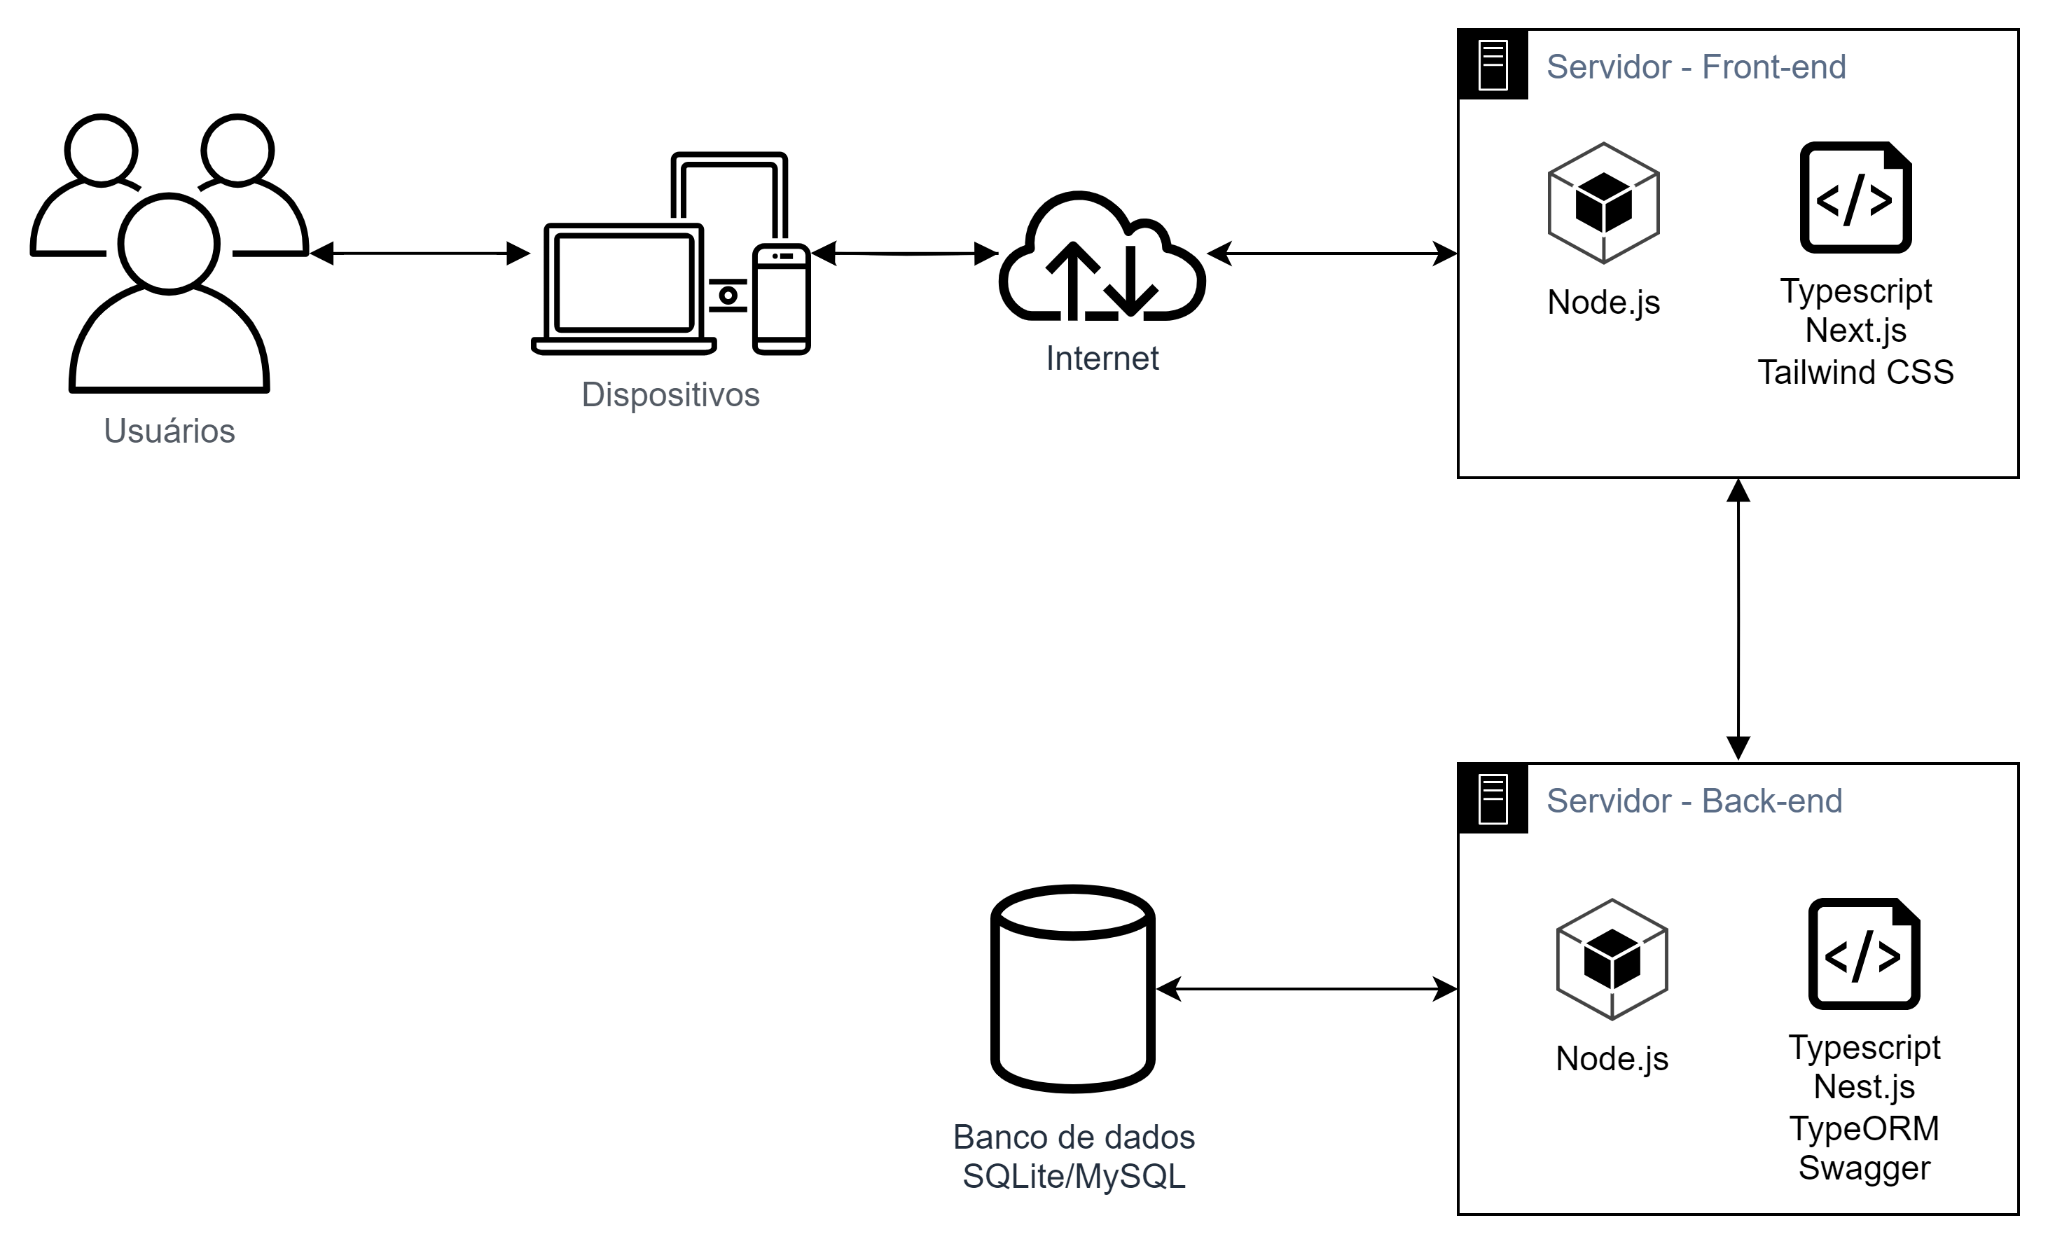 Servidor - Front-end
Node.js
Typescript
Next.js
Tailwind CSS
Internet
Dispositivos
Usuários
Servidor - Back-end
Node.js
Typescript
Nest.js
TypeORM
Swagger
Banco de dados
SQLite/MySQL